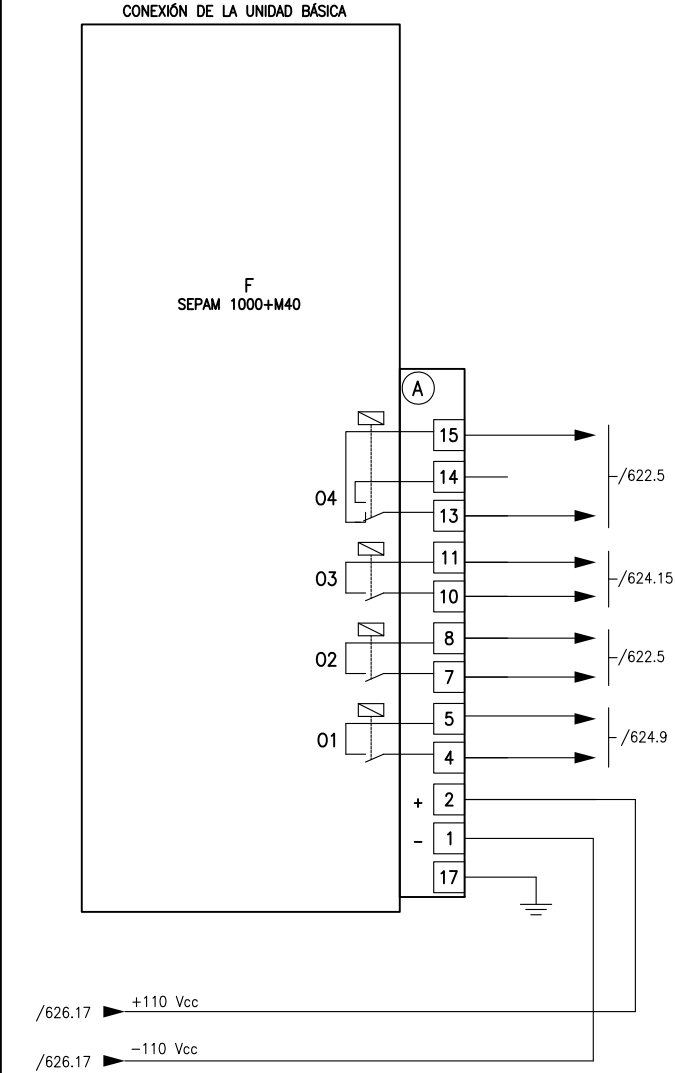 CONEXIÓN DE LA UNIDAD BÁSICA
F
SEPAM 1000+M40
A
15
14
/622.5
O4
13
11
O3
/624.15
10
8
O2
/622.5
7
5
O1
/624.9
4
+ 2
- 1
17
/626.17 +110 Vcc
/626.17 -110 Vcc